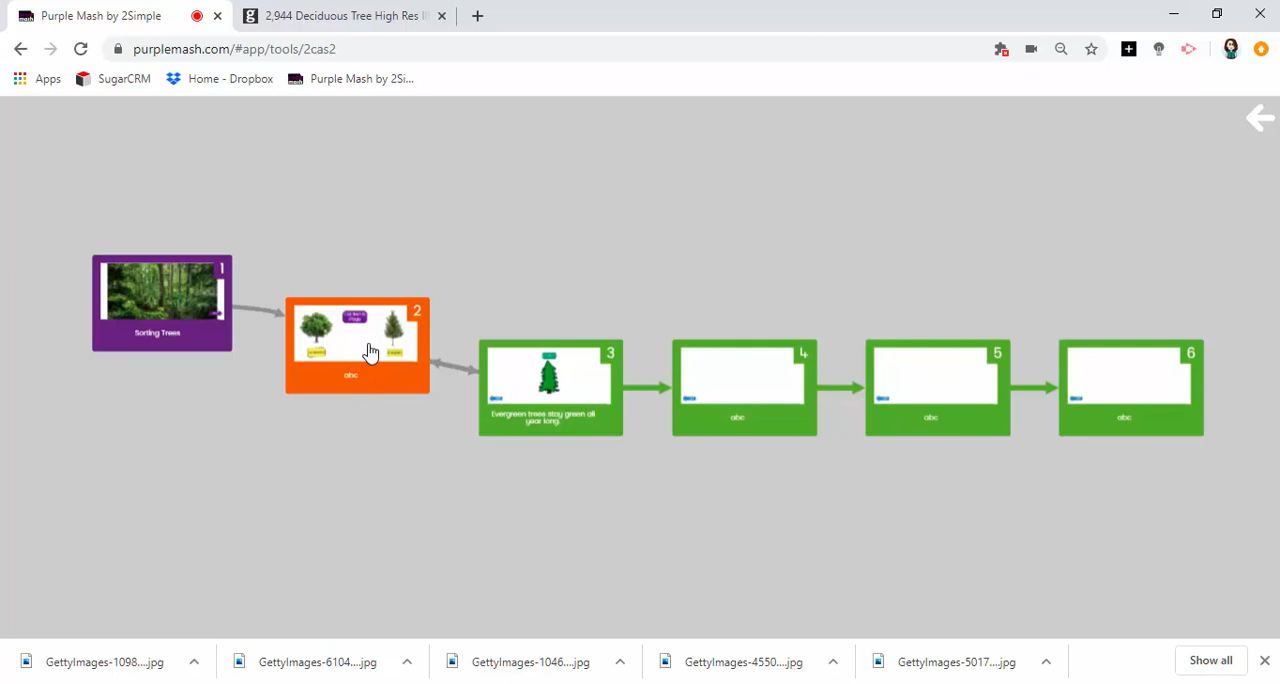 Purple Mash by 2Simple
2,944 Deciduous Tree High Res Ill
purplemash.com/#app/tools/2cas2
Apps
SugarCRM
Home - Dropbox
Purple Mash by 2Si...
1
Sorting Trees
2
abc
3
Evergreen trees stay green all
year long.
4
abc
5
abc
6
abc
GettyImages-1098....jpg
GettyImages-6104....jpg
GettyImages-1046....jpg
GettyImages-4550....jpg
GettyImages-5017....jpg
Show all